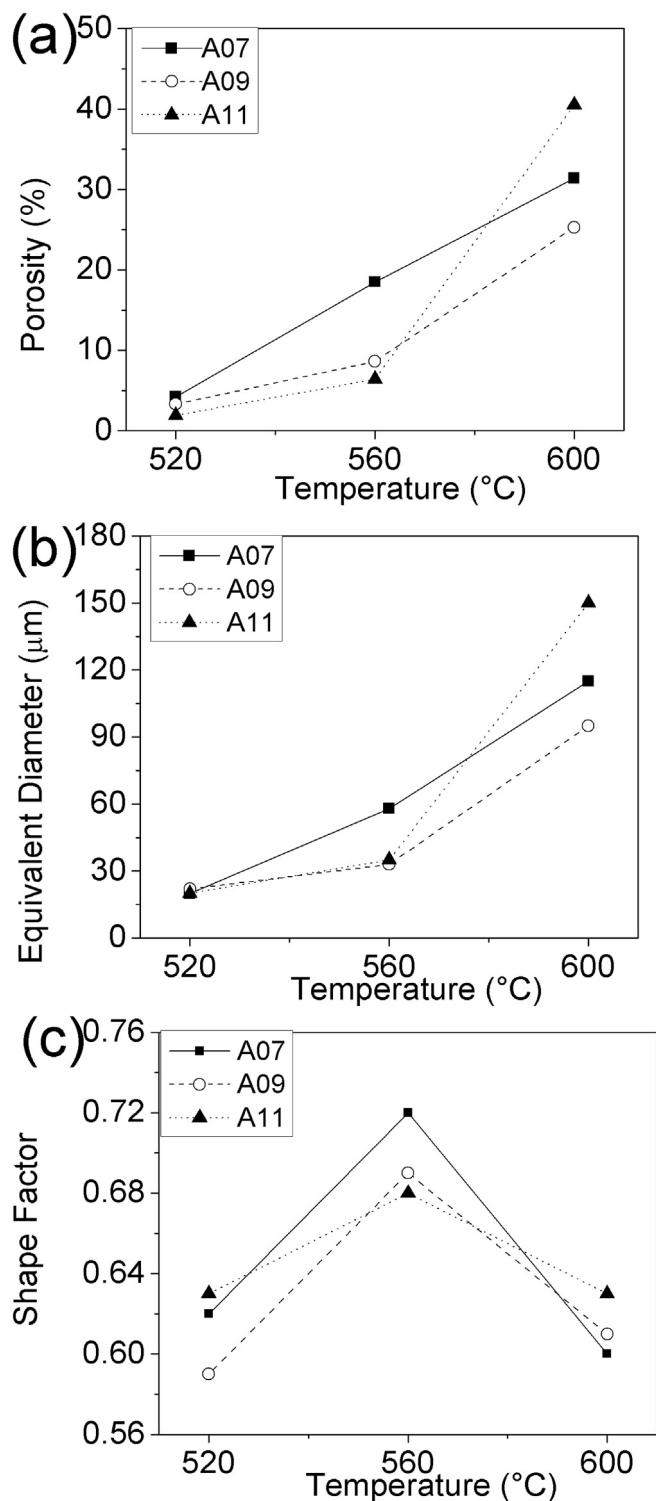 (a)
50
40
30
20
10
0
Porosity (%)
A07
A09
A11
520 560 600
Temperature (°C)
(b)
180
150
120
90
60
30
0
Equivalent Diameter (μm)
A07
A09
A11
520 560 600
Temperature (°C)
(c)
0.76
0.72
0.68
0.64
0.60
0.56
Shape Factor
A07
A09
A11
520 560 600
Temperature (°C)